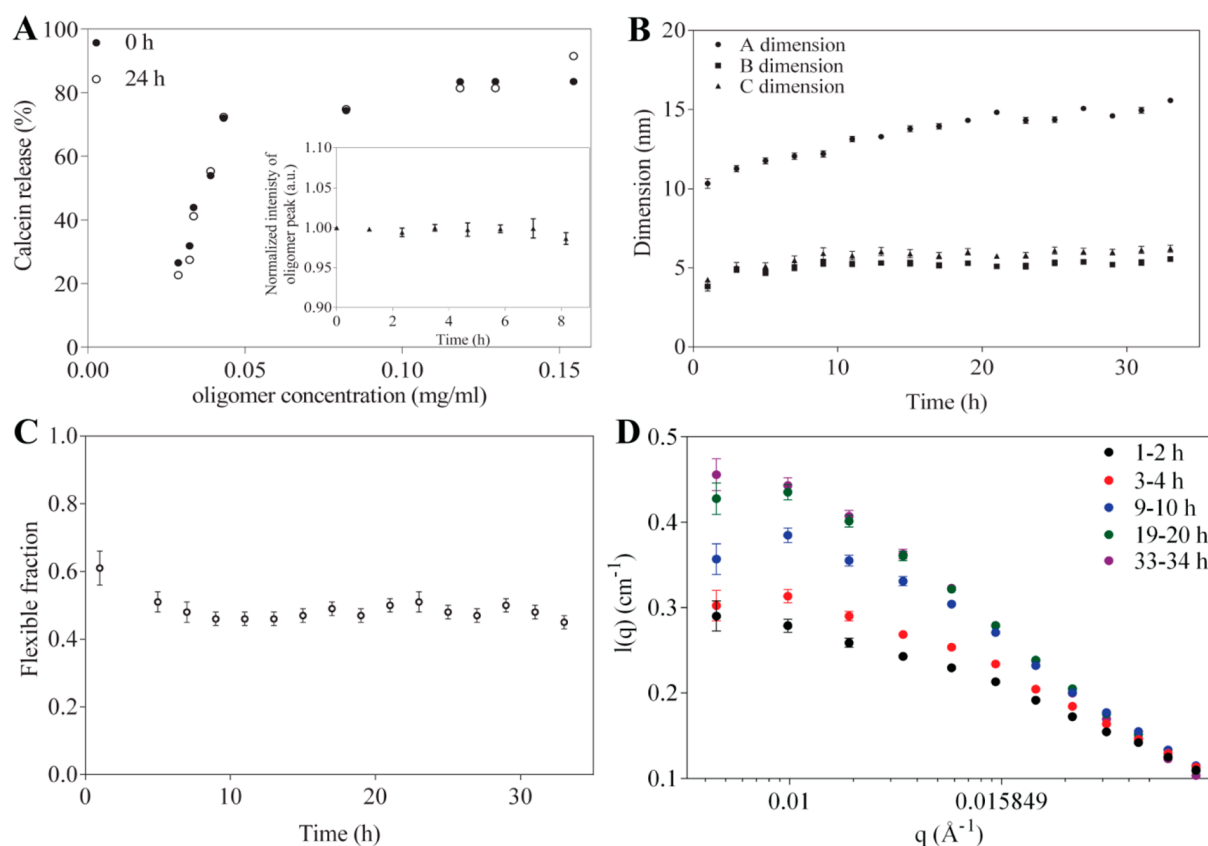 A
0 h
24 h
Calcein release (%)
100
80
60
40
20
0
0.00
0.05
0.10
0.15
oligomer concentration (mg/ml)
Normalized intenisty of
oligomer peak (a.u.)
1.10
1.05
1.00
0.95
0.90
0
2
4
6
8
Time (h)
B
A dimension
B dimension
C dimension
Dimension (nm)
20
15
10
5
0
0
10
20
30
Time (h)
C
Flexible fraction
1.0
0.8
0.6
0.4
0.2
0.0
0
10
20
30
Time (h)
D
1-2 h
3-4 h
9-10 h
19-20 h
33-34 h
I(q) (cm⁻¹)
0.5
0.4
0.3
0.2
0.1
0.01
0.015849
q (Å⁻¹)